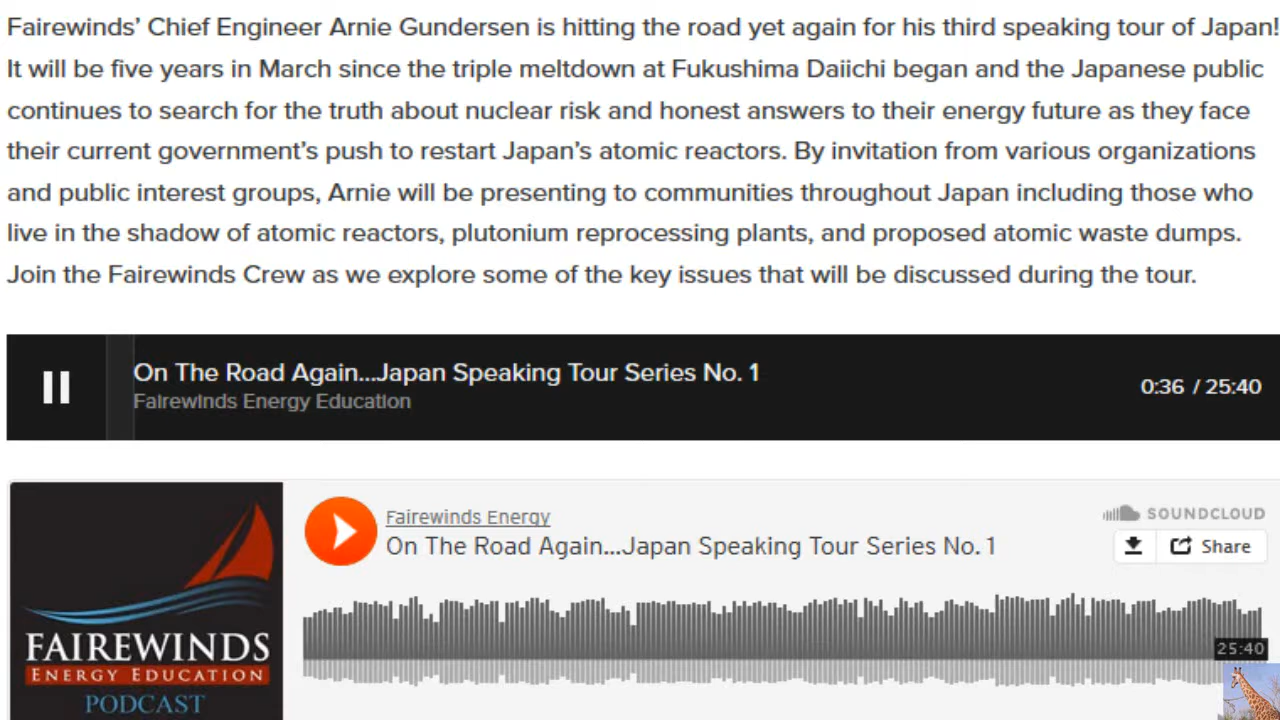 Fairewinds’ Chief Engineer Arnie Gundersen is hitting the road yet again for his third speaking tour of Japan!
It will be five years in March since the triple meltdown at Fukushima Daiichi began and the Japanese public
continues to search for the truth about nuclear risk and honest answers to their energy future as they face
their current government’s push to restart Japan’s atomic reactors. By invitation from various organizations
and public interest groups, Arnie will be presenting to communities throughout Japan including those who
live in the shadow of atomic reactors, plutonium reprocessing plants, and proposed atomic waste dumps.
Join the Fairewinds Crew as we explore some of the key issues that will be discussed during the tour.
On The Road Again...Japan Speaking Tour Series No. 1
Fairewinds Energy Education
0:36 / 25:40
Fairewinds Energy
SOUNDCLOUD
On The Road Again...Japan Speaking Tour Series No. 1
Share
25:40
FAIREWINDS
ENERGY EDUCATION
PODCAST